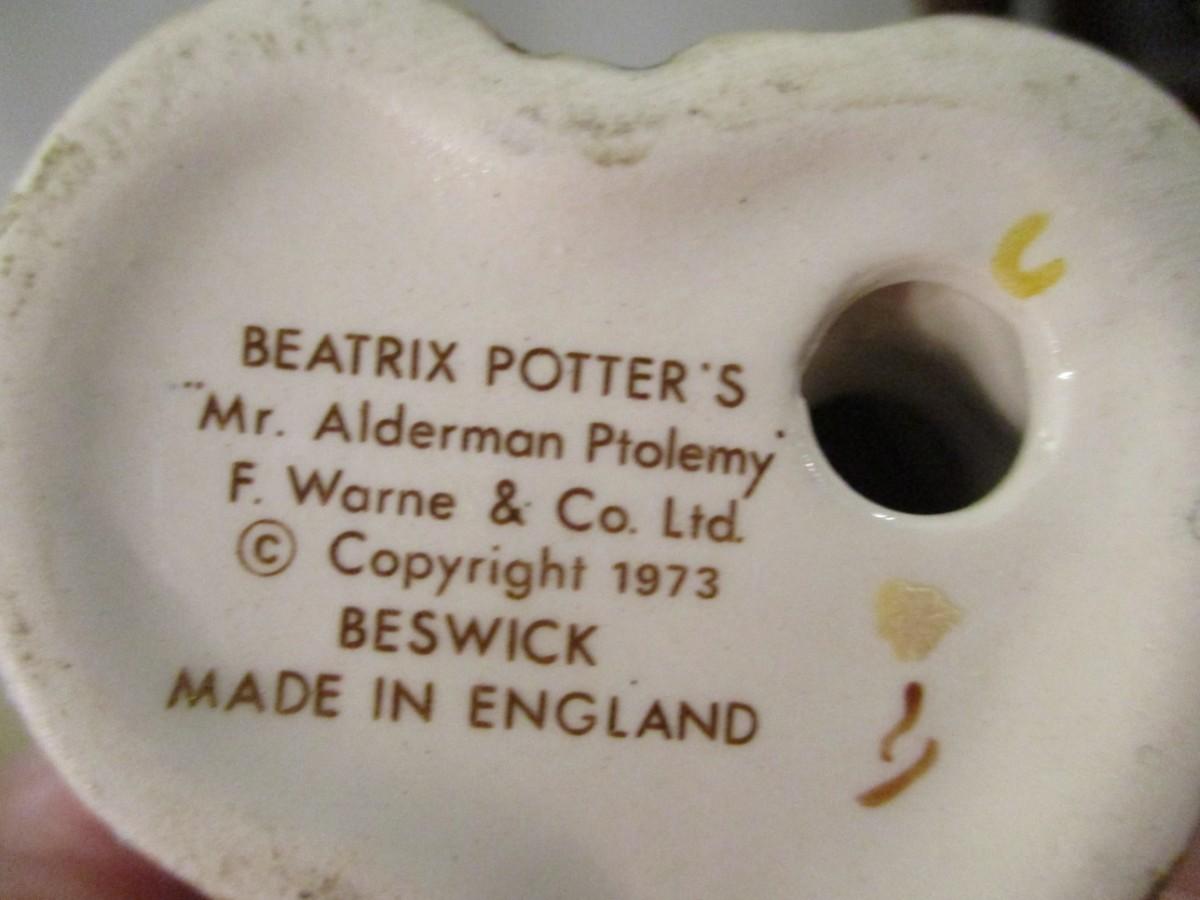 BEATRIX POTTER'S
"Mr. Alderman Ptolemy"
F. Warne & Co. Ltd.
© Copyright 1973
BESWICK
MADE IN ENGLAND